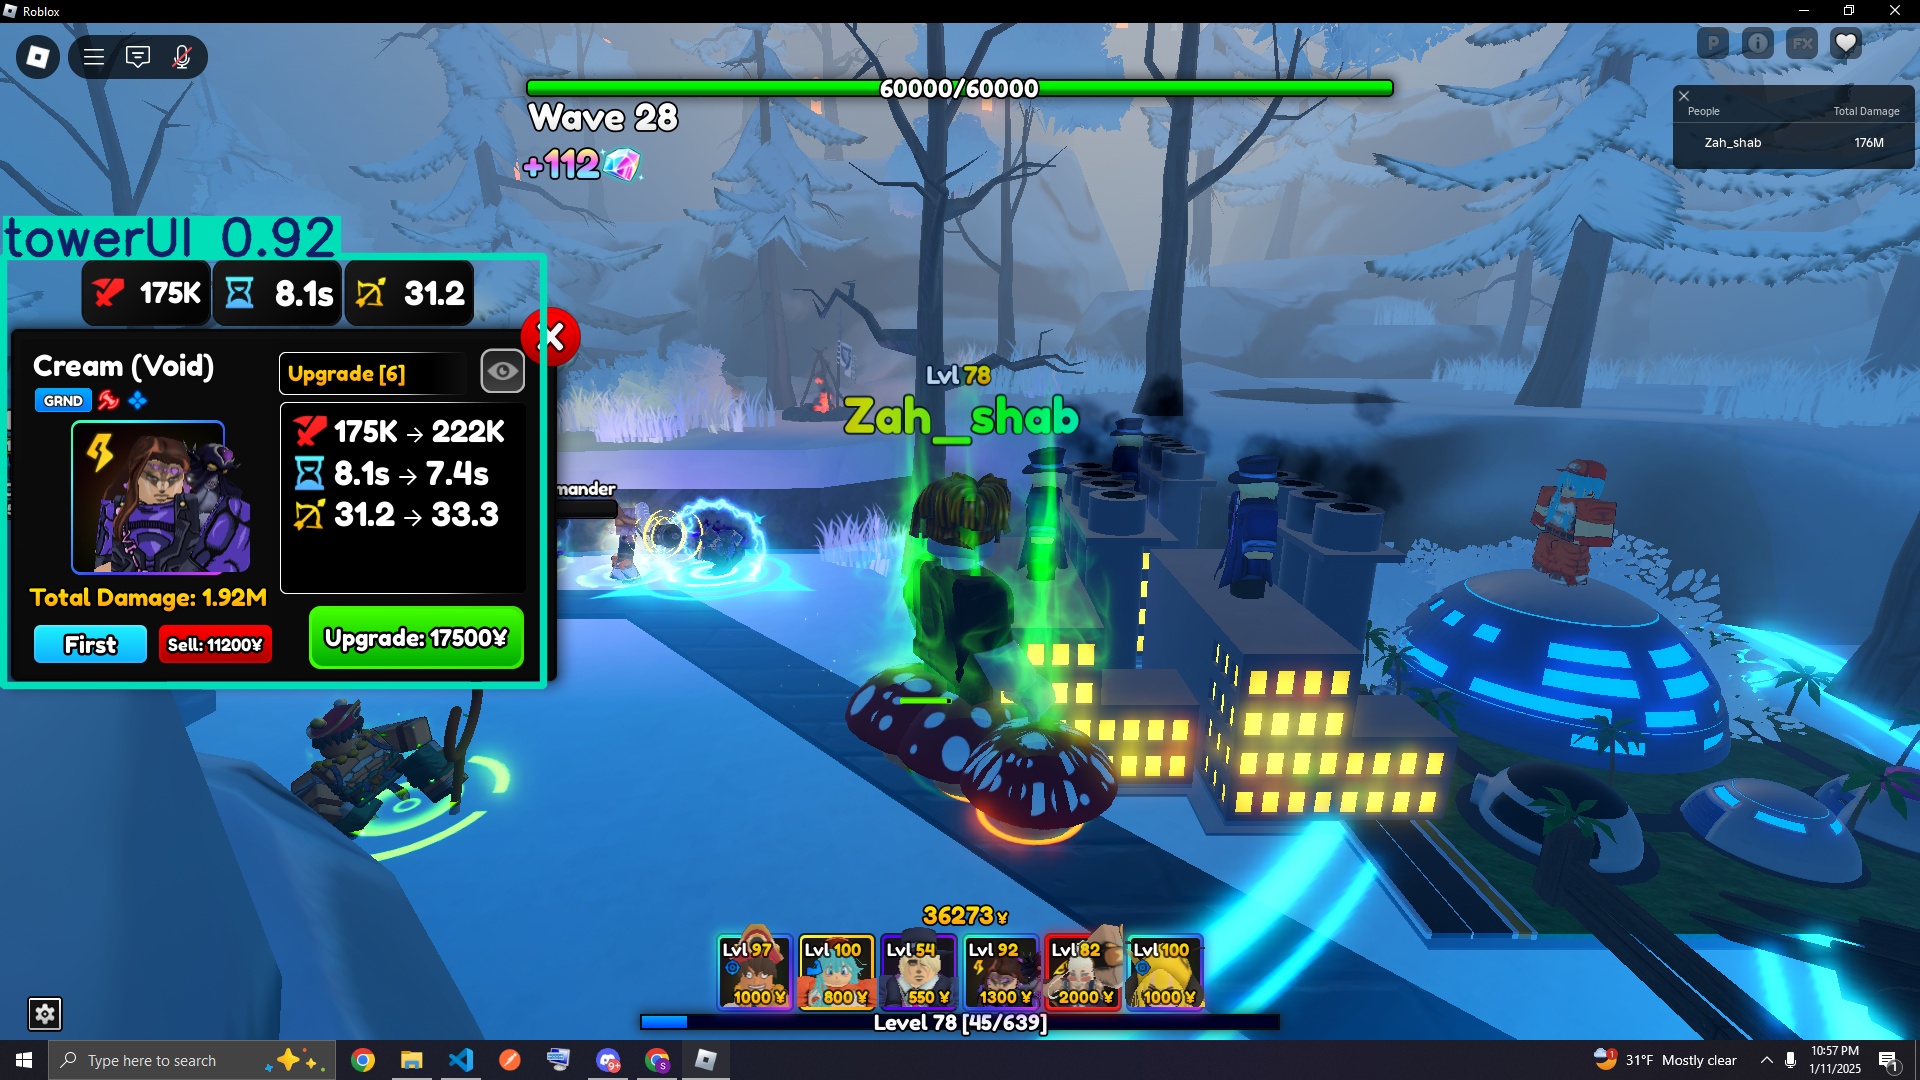 Roblox
P
FX
60000/60000
Wave 28
+112
People Total Damage
Zah_shab 176M
towerUI 0.92
175K 8.1s 31.2
Cream (Void)
GRND
Upgrade [6]
175K → 222K
8.1s → 7.4s
31.2 → 33.3
Total Damage: 1.92M
First
Sell: 11200¥
Upgrade: 17500¥
mander
Lvl 78
Zah__shab
36273¥
Lvl 97 Lvl 100 Lvl 54 Lvl 92 Lvl 82 Lvl 100
1000 ¥ 800 ¥ 550 ¥ 1300 ¥ 2000 ¥ 1000 ¥
Level 78 [45/639]
Type here to search
9+
S
31°F Mostly clear
10:57 PM
1/11/2025
1